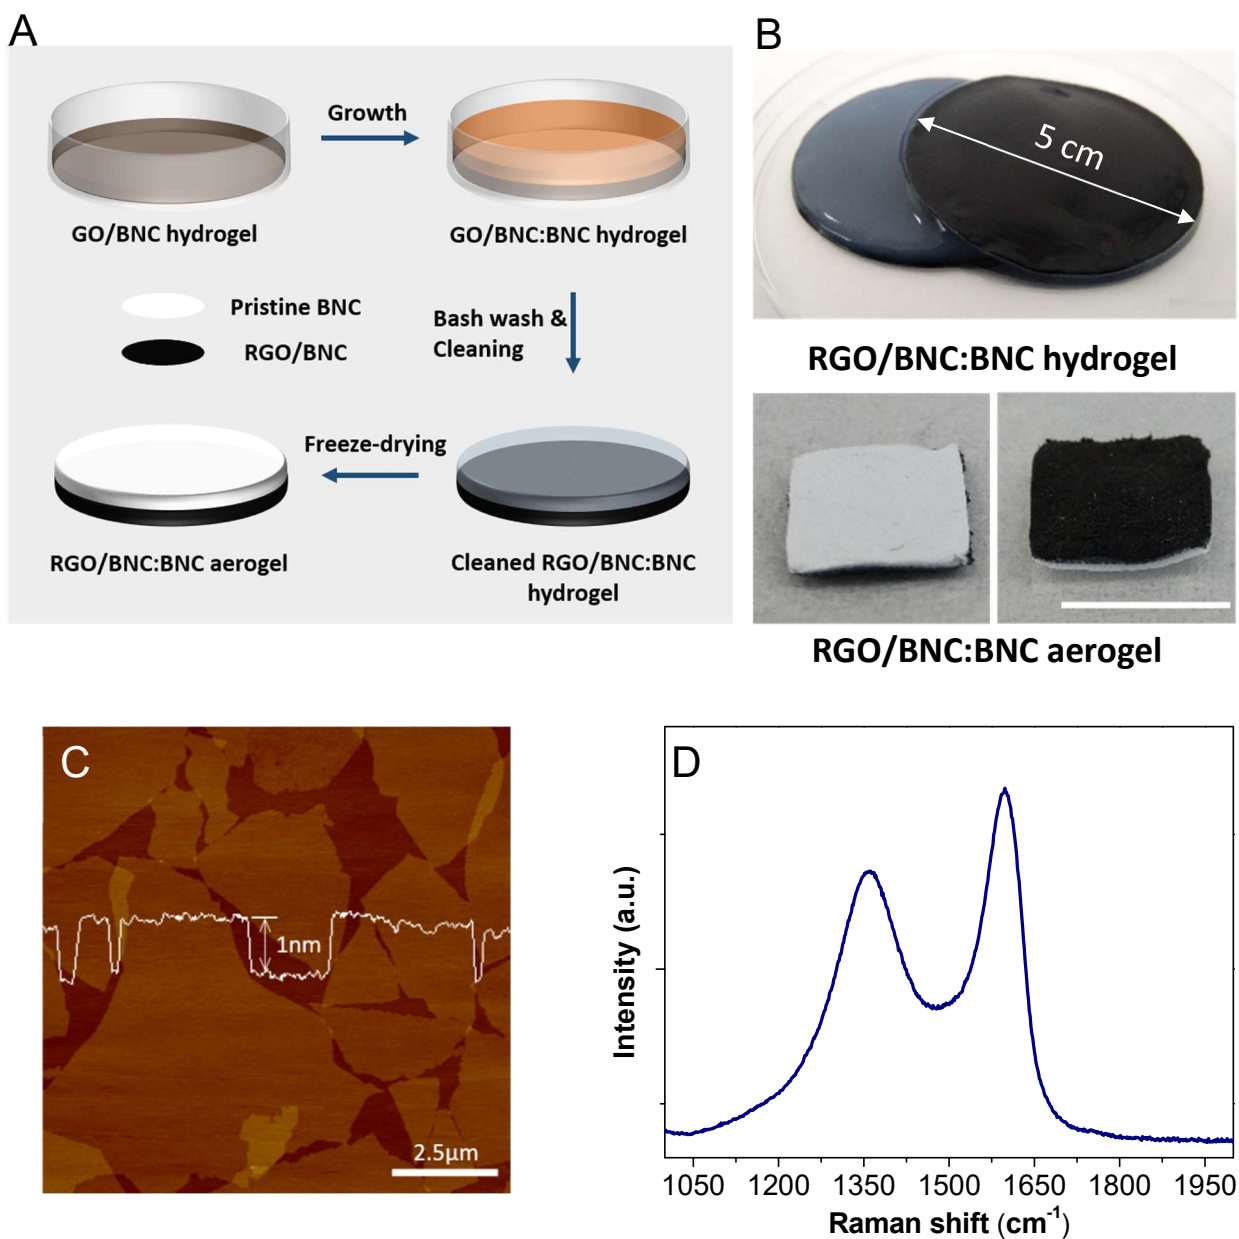 A
Growth
GO/BNC hydrogel
GO/BNC:BNC hydrogel
Pristine BNC
RGO/BNC
Bash wash &
Cleaning
Freeze-drying
RGO/BNC:BNC aerogel
Cleaned RGO/BNC:BNC
hydrogel
B
5 cm
RGO/BNC:BNC hydrogel
RGO/BNC:BNC aerogel
C
1nm
2.5μm
D
Intensity (a.u.)
1050 1200 1350 1500 1650 1800 1950
Raman shift (cm⁻¹)